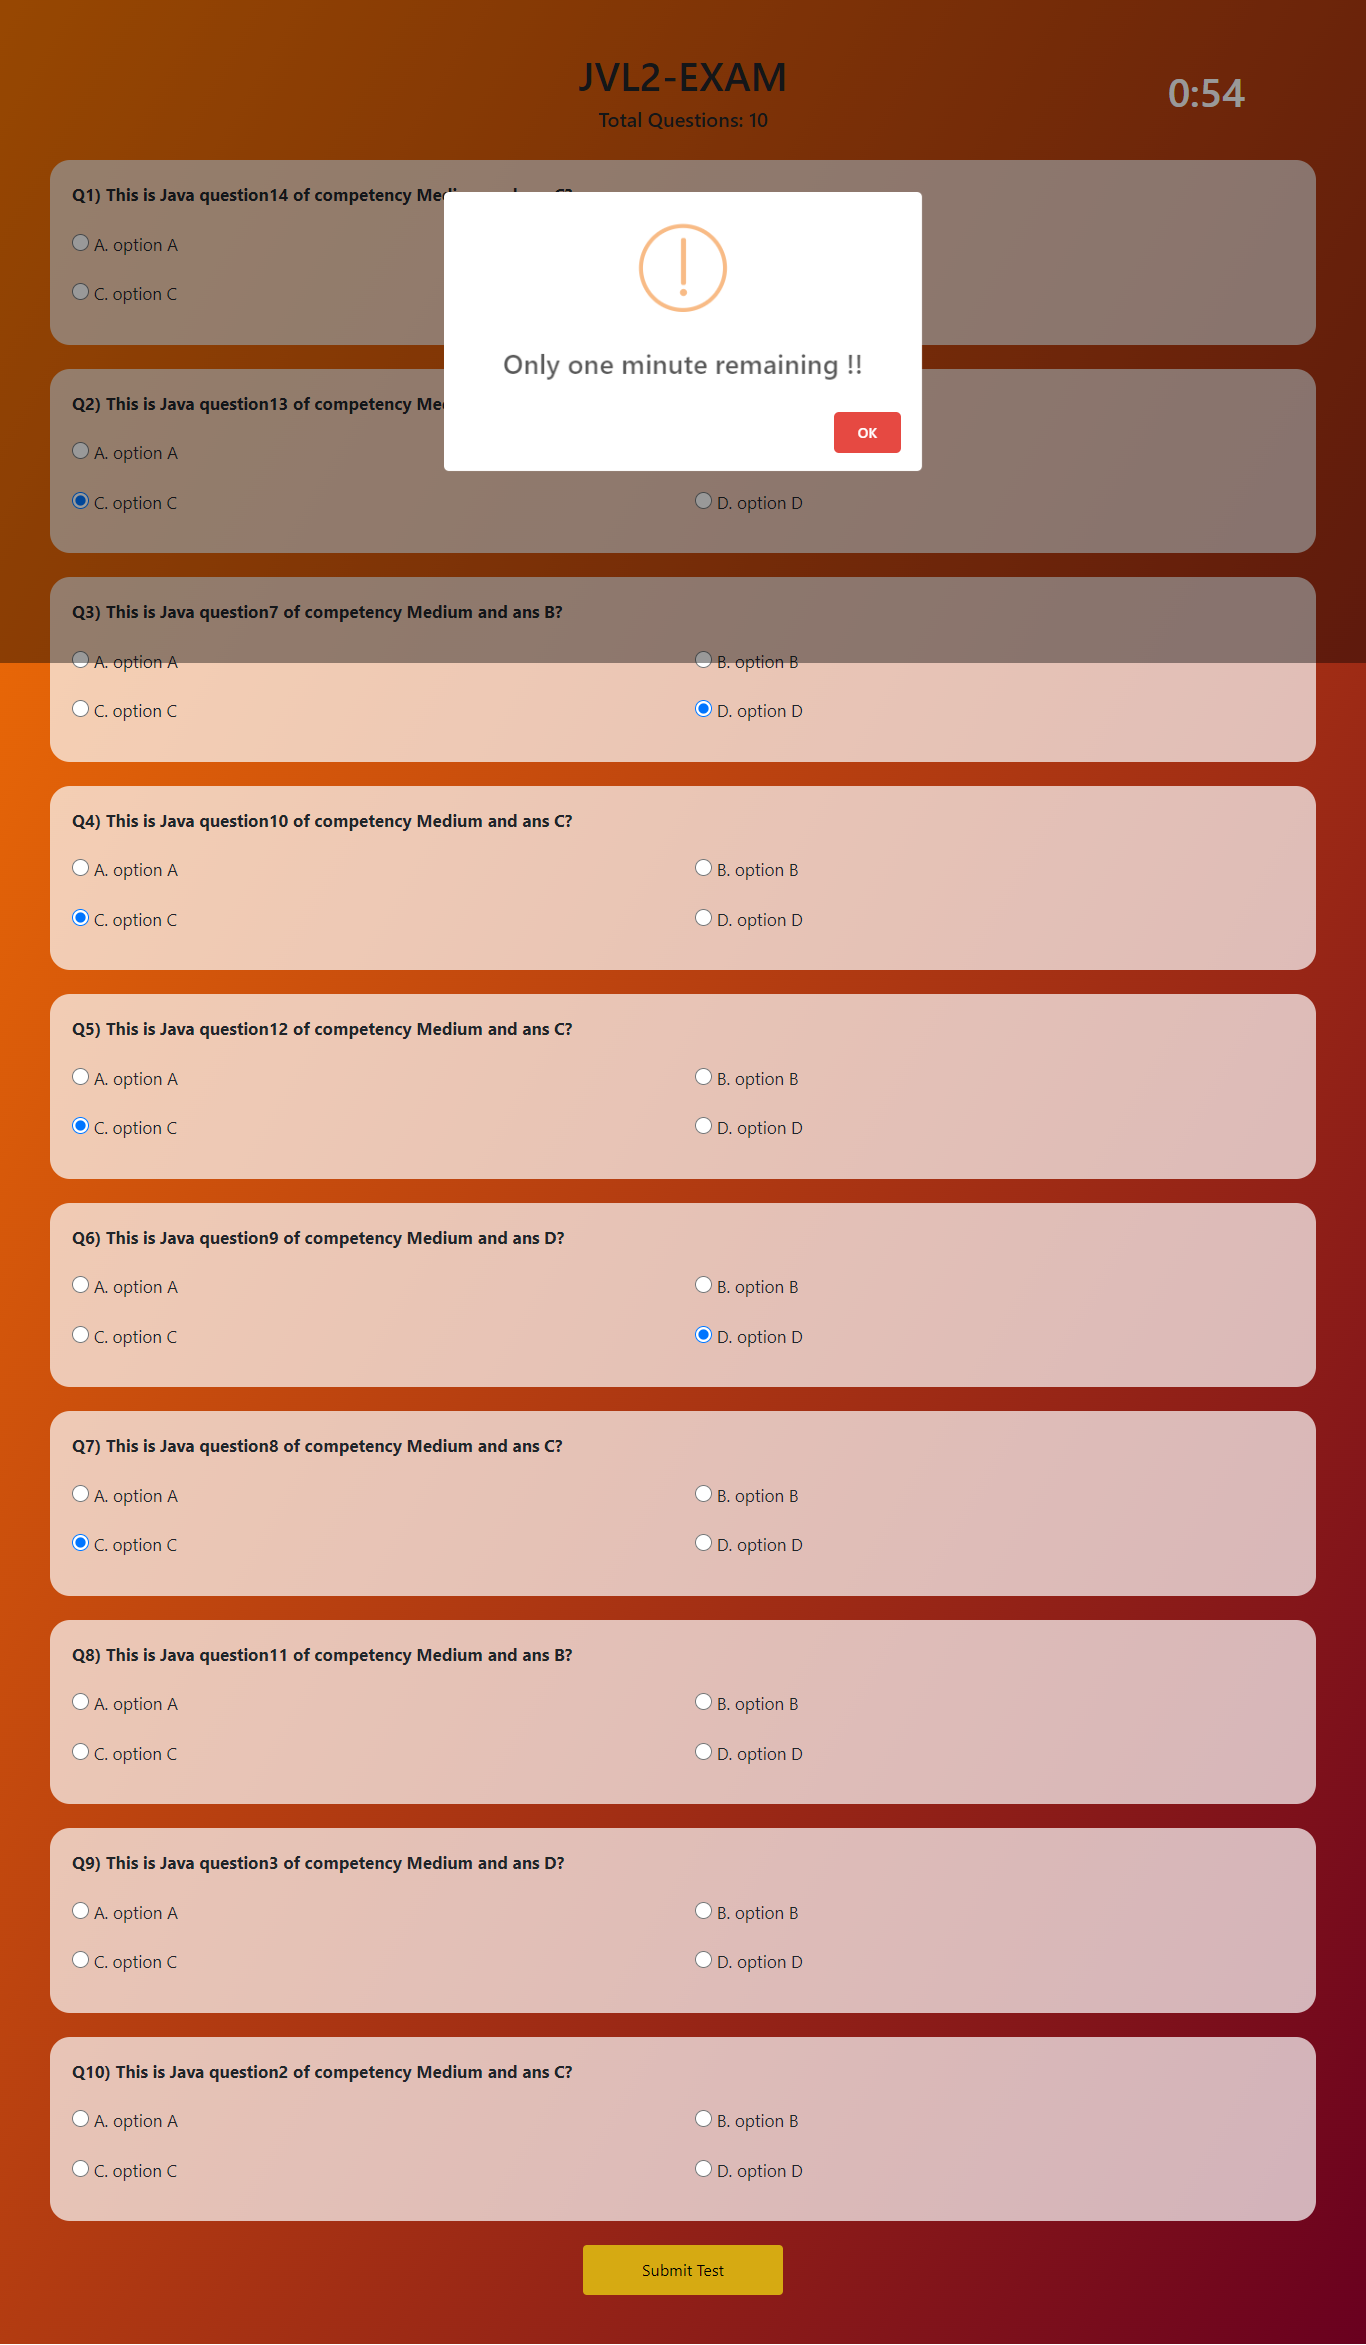 JVL2-EXAM
0:54
Total Questions: 10
Q1) This is Java question14 of competency
A. option A
C. option C
Only one minute remaining !!
OK
Q2) This is Java question13 of competency
A. option A
C. option C
D. option D
Q3) This is Java question7 of competency Medium and ans B?
A. option A
B. option B
C. option C
D. option D
Q4) This is Java question10 of competency Medium and ans C?
A. option A
B. option B
C. option C
D. option D
Q5) This is Java question12 of competency Medium and ans C?
A. option A
B. option B
C. option C
D. option D
Q6) This is Java question9 of competency Medium and ans D?
A. option A
B. option B
C. option C
D. option D
Q7) This is Java question8 of competency Medium and ans C?
A. option A
B. option B
C. option C
D. option D
Q8) This is Java question11 of competency Medium and ans B?
A. option A
B. option B
C. option C
D. option D
Q9) This is Java question3 of competency Medium and ans D?
A. option A
B. option B
C. option C
D. option D
Q10) This is Java question2 of competency Medium and ans C?
A. option A
B. option B
C. option C
D. option D
Submit Test